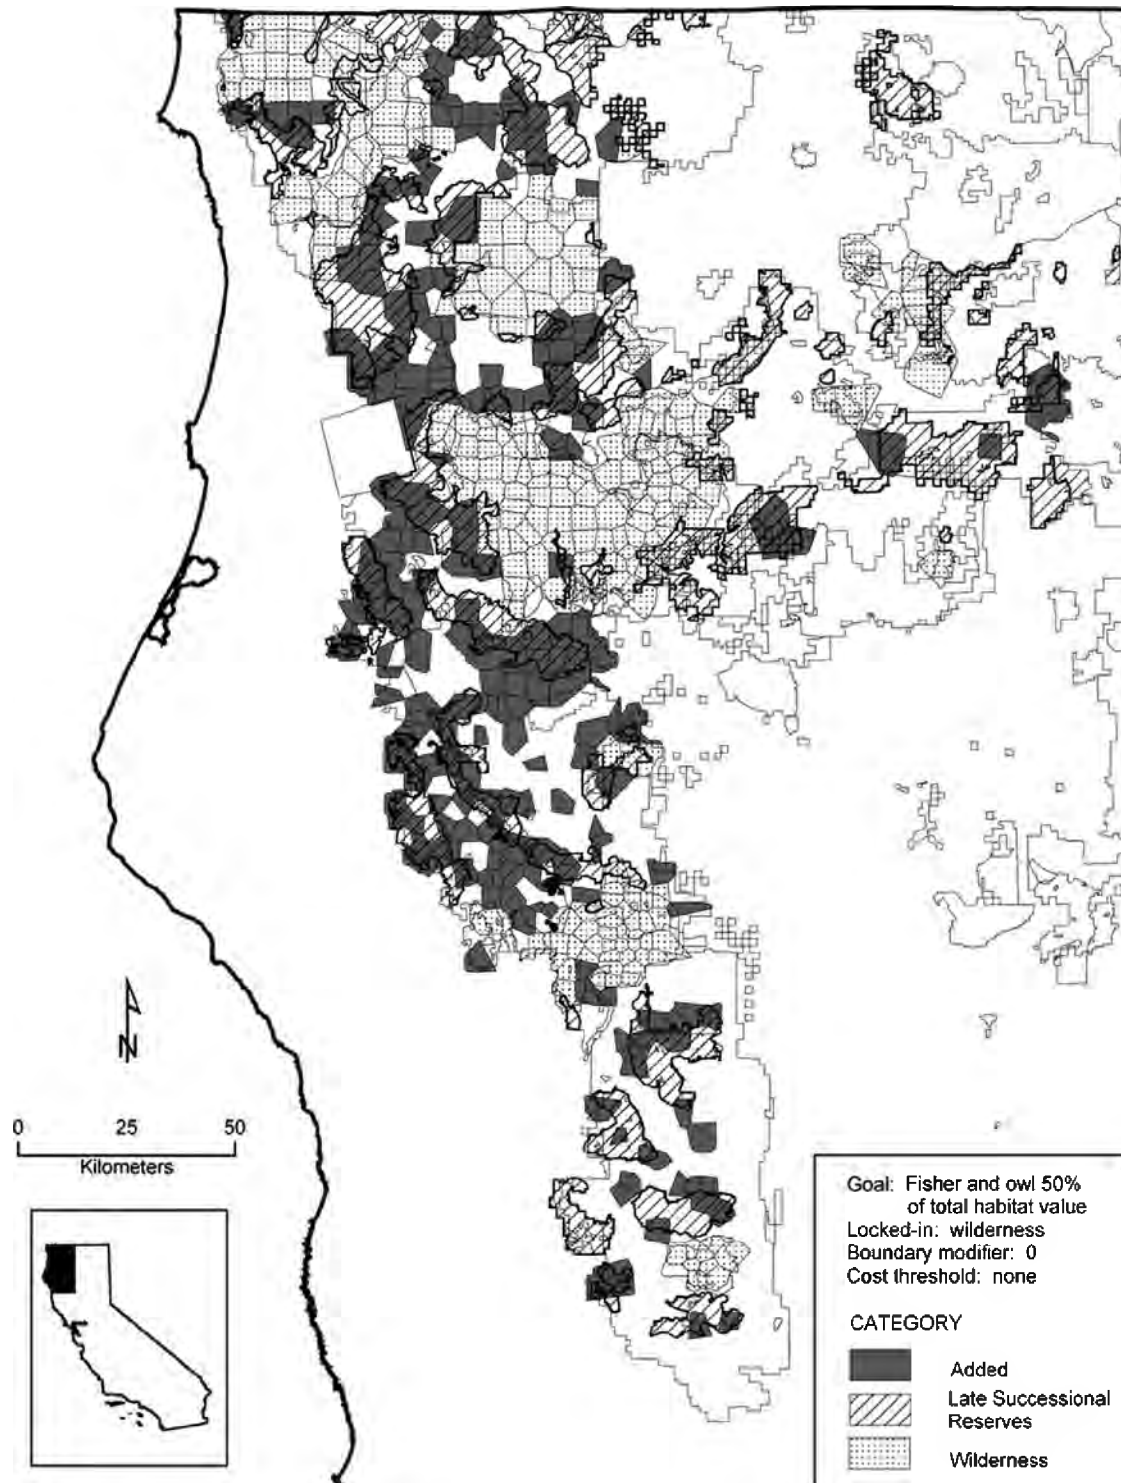 N
0 25 50
Kilometers
Goal: Fisher and owl 50%
of total habitat value
Locked-in: wilderness
Boundary modifier: 0
Cost threshold: none
CATEGORY
Added
Late Successional
Reserves
Wilderness